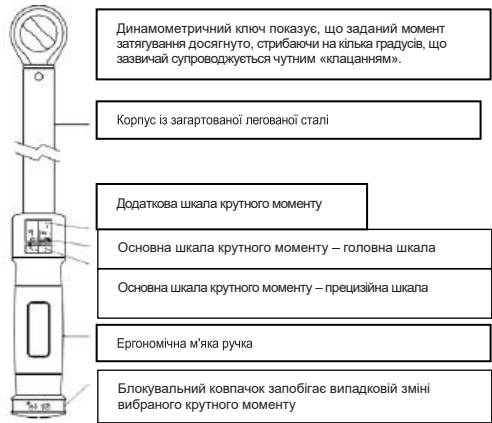 Динамометричний ключ показує, що заданий момент
затягування досягнуто, стрибаючи на кілька градусів, що
зазвичай супроводжується чутним «клацанням».
Корпус із загартованої легованої сталі
Додаткова шкала крутного моменту
Основна шкала крутного моменту – головна шкала
Основна шкала крутного моменту – прецизійна шкала
Ергономічна м'яка ручка
Блокувальний ковпачок запобігає випадковій зміні
вибраного крутного моменту